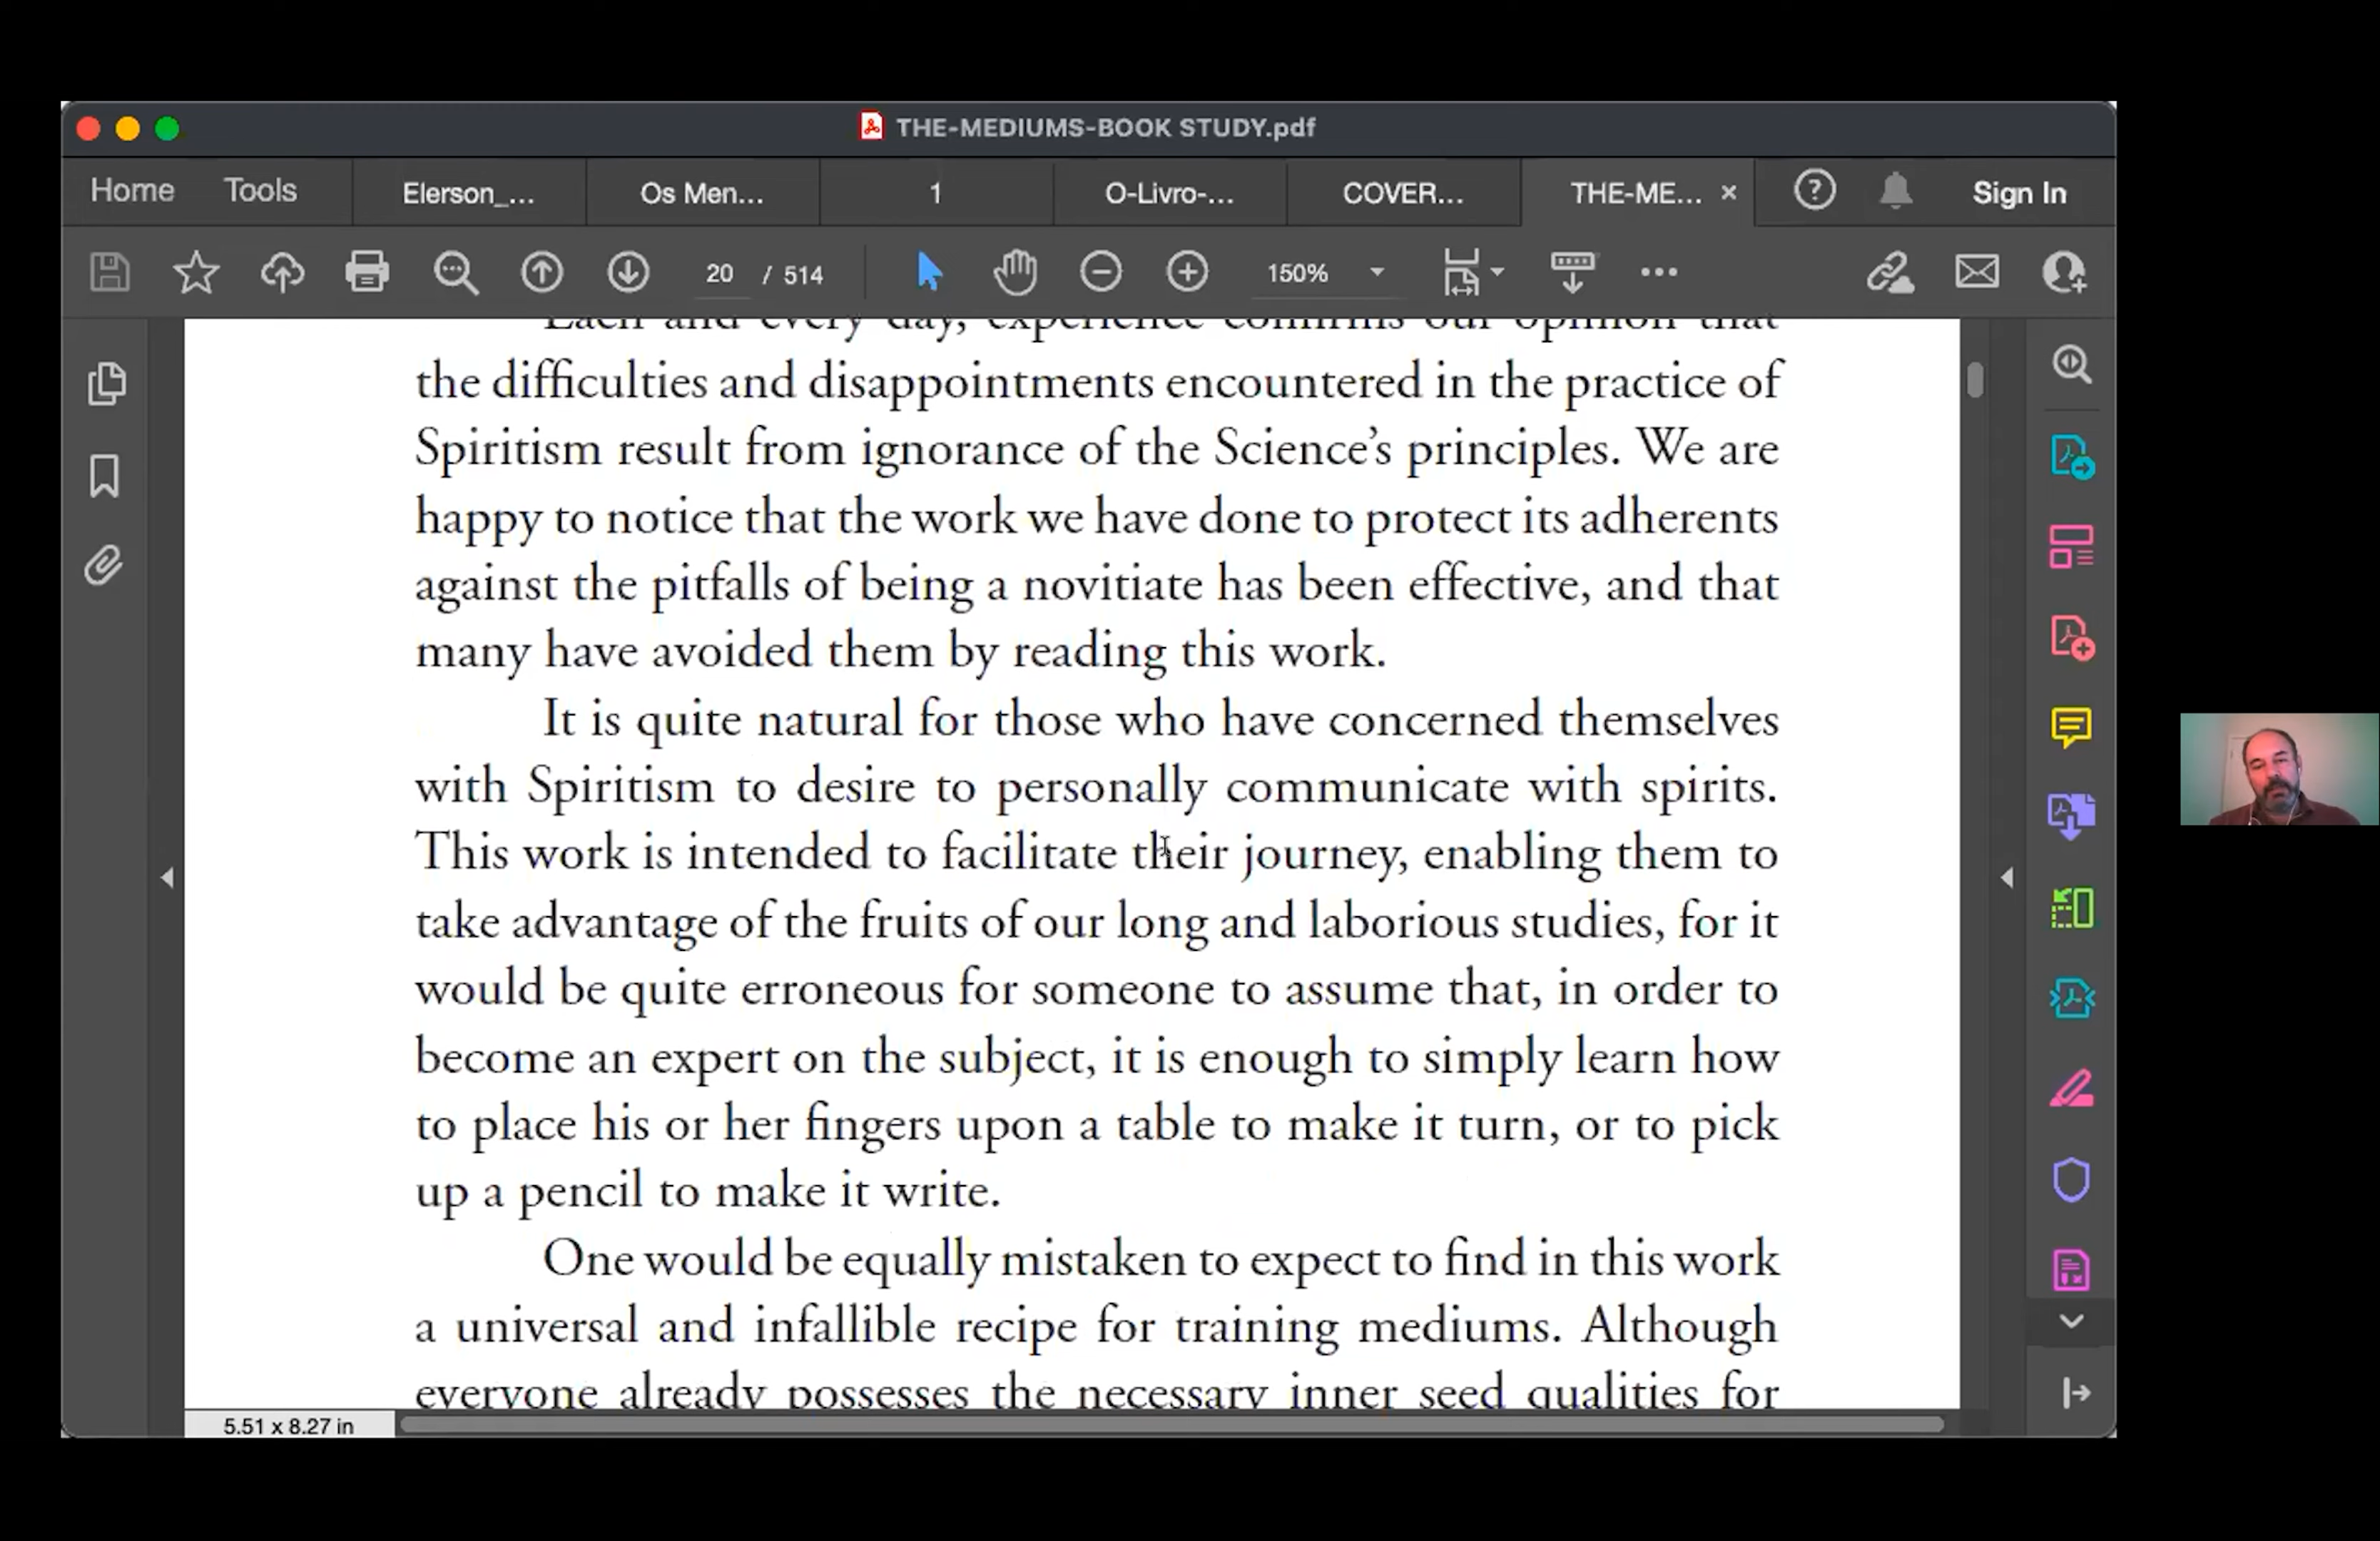 THE-MEDIUMS-BOOK STUDY.pdf
Home Tools Elerson_... Os Men... 1 O-Livro-... COVER... THE-ME... × ? Sign In
20 / 514 150%
Each and every day, experience confirms our opinion that
the difficulties and disappointments encountered in the practice of
Spiritism result from ignorance of the Science’s principles. We are
happy to notice that the work we have done to protect its adherents
against the pitfalls of being a novitiate has been effective, and that
many have avoided them by reading this work.
It is quite natural for those who have concerned themselves
with Spiritism to desire to personally communicate with spirits.
This work is intended to facilitate their journey, enabling them to
take advantage of the fruits of our long and laborious studies, for it
would be quite erroneous for someone to assume that, in order to
become an expert on the subject, it is enough to simply learn how
to place his or her fingers upon a table to make it turn, or to pick
up a pencil to make it write.
One would be equally mistaken to expect to find in this work
a universal and infallible recipe for training mediums. Although
everyone already possesses the necessary inner seed qualities for
5.51 x 8.27 in